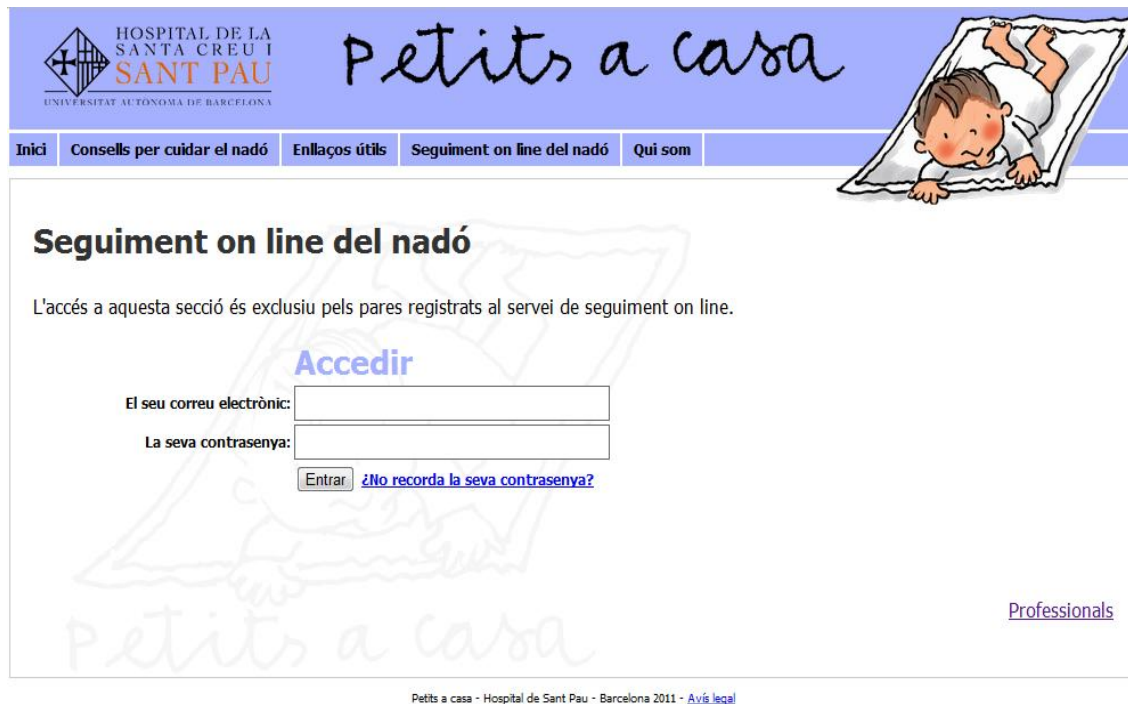 HOSPITAL DE LA
SANTA CREU I
SANT PAU
UNIVERSITAT AUTÒNOMA DE BARCELONA
Petits a casa
Inici Consells per cuidar el nadó Enllaços útils Seguiment on line del nadó Qui som
Seguiment on line del nadó
L'accés a aquesta secció és exclusiu pels pares registrats al servei de seguiment on line.
Accedir
El seu correu electrònic:
La seva contrasenya:
Entrar ¿No recorda la seva contrasenya?
Professionals
Petits a casa
Petits a casa - Hospital de Sant Pau - Barcelona 2011 - Avís legal